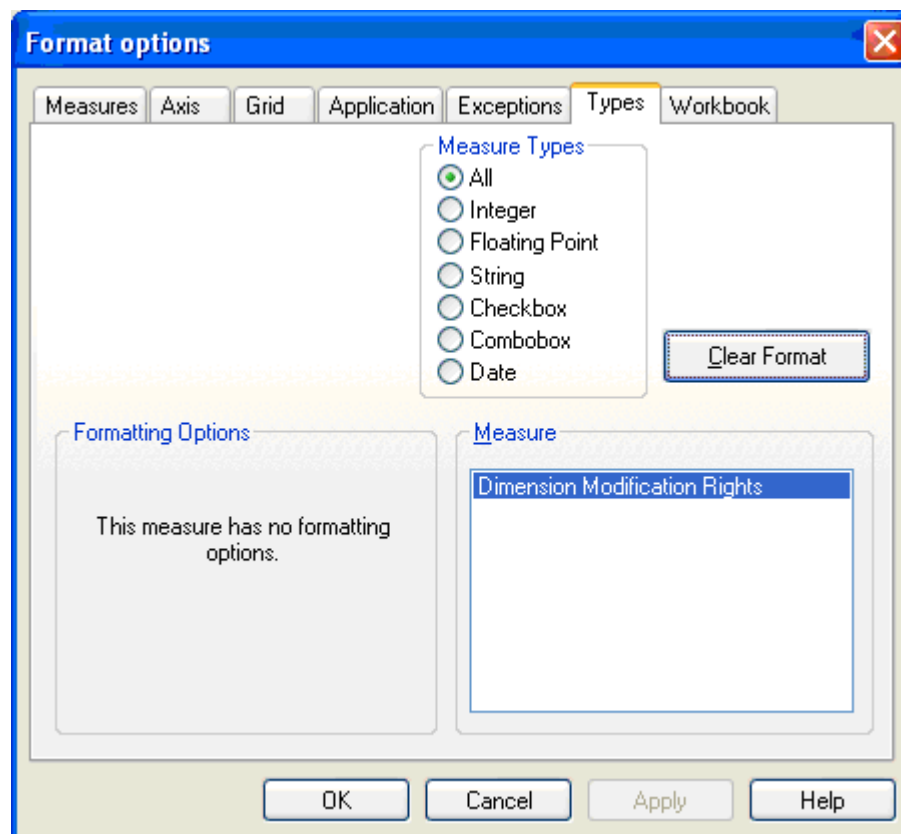 Format options
Measures Axis Grid Application Exceptions Types Workbook
Measure Types
All
Integer
Floating Point
String
Checkbox
Combobox
Date
Clear Format
Formatting Options
This measure has no formatting
options.
Measure
Dimension Modification Rights
OK Cancel Apply Help